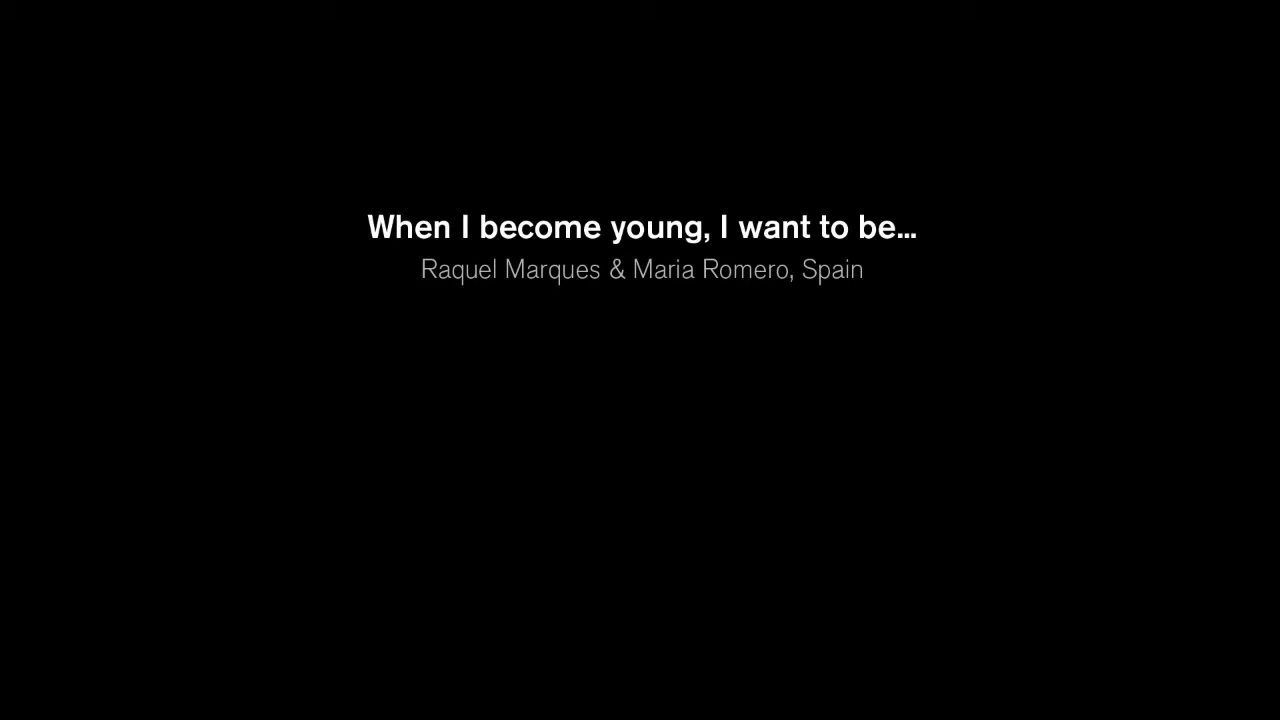 When I become young, I want to be...
Raquel Marques & Maria Romero, Spain